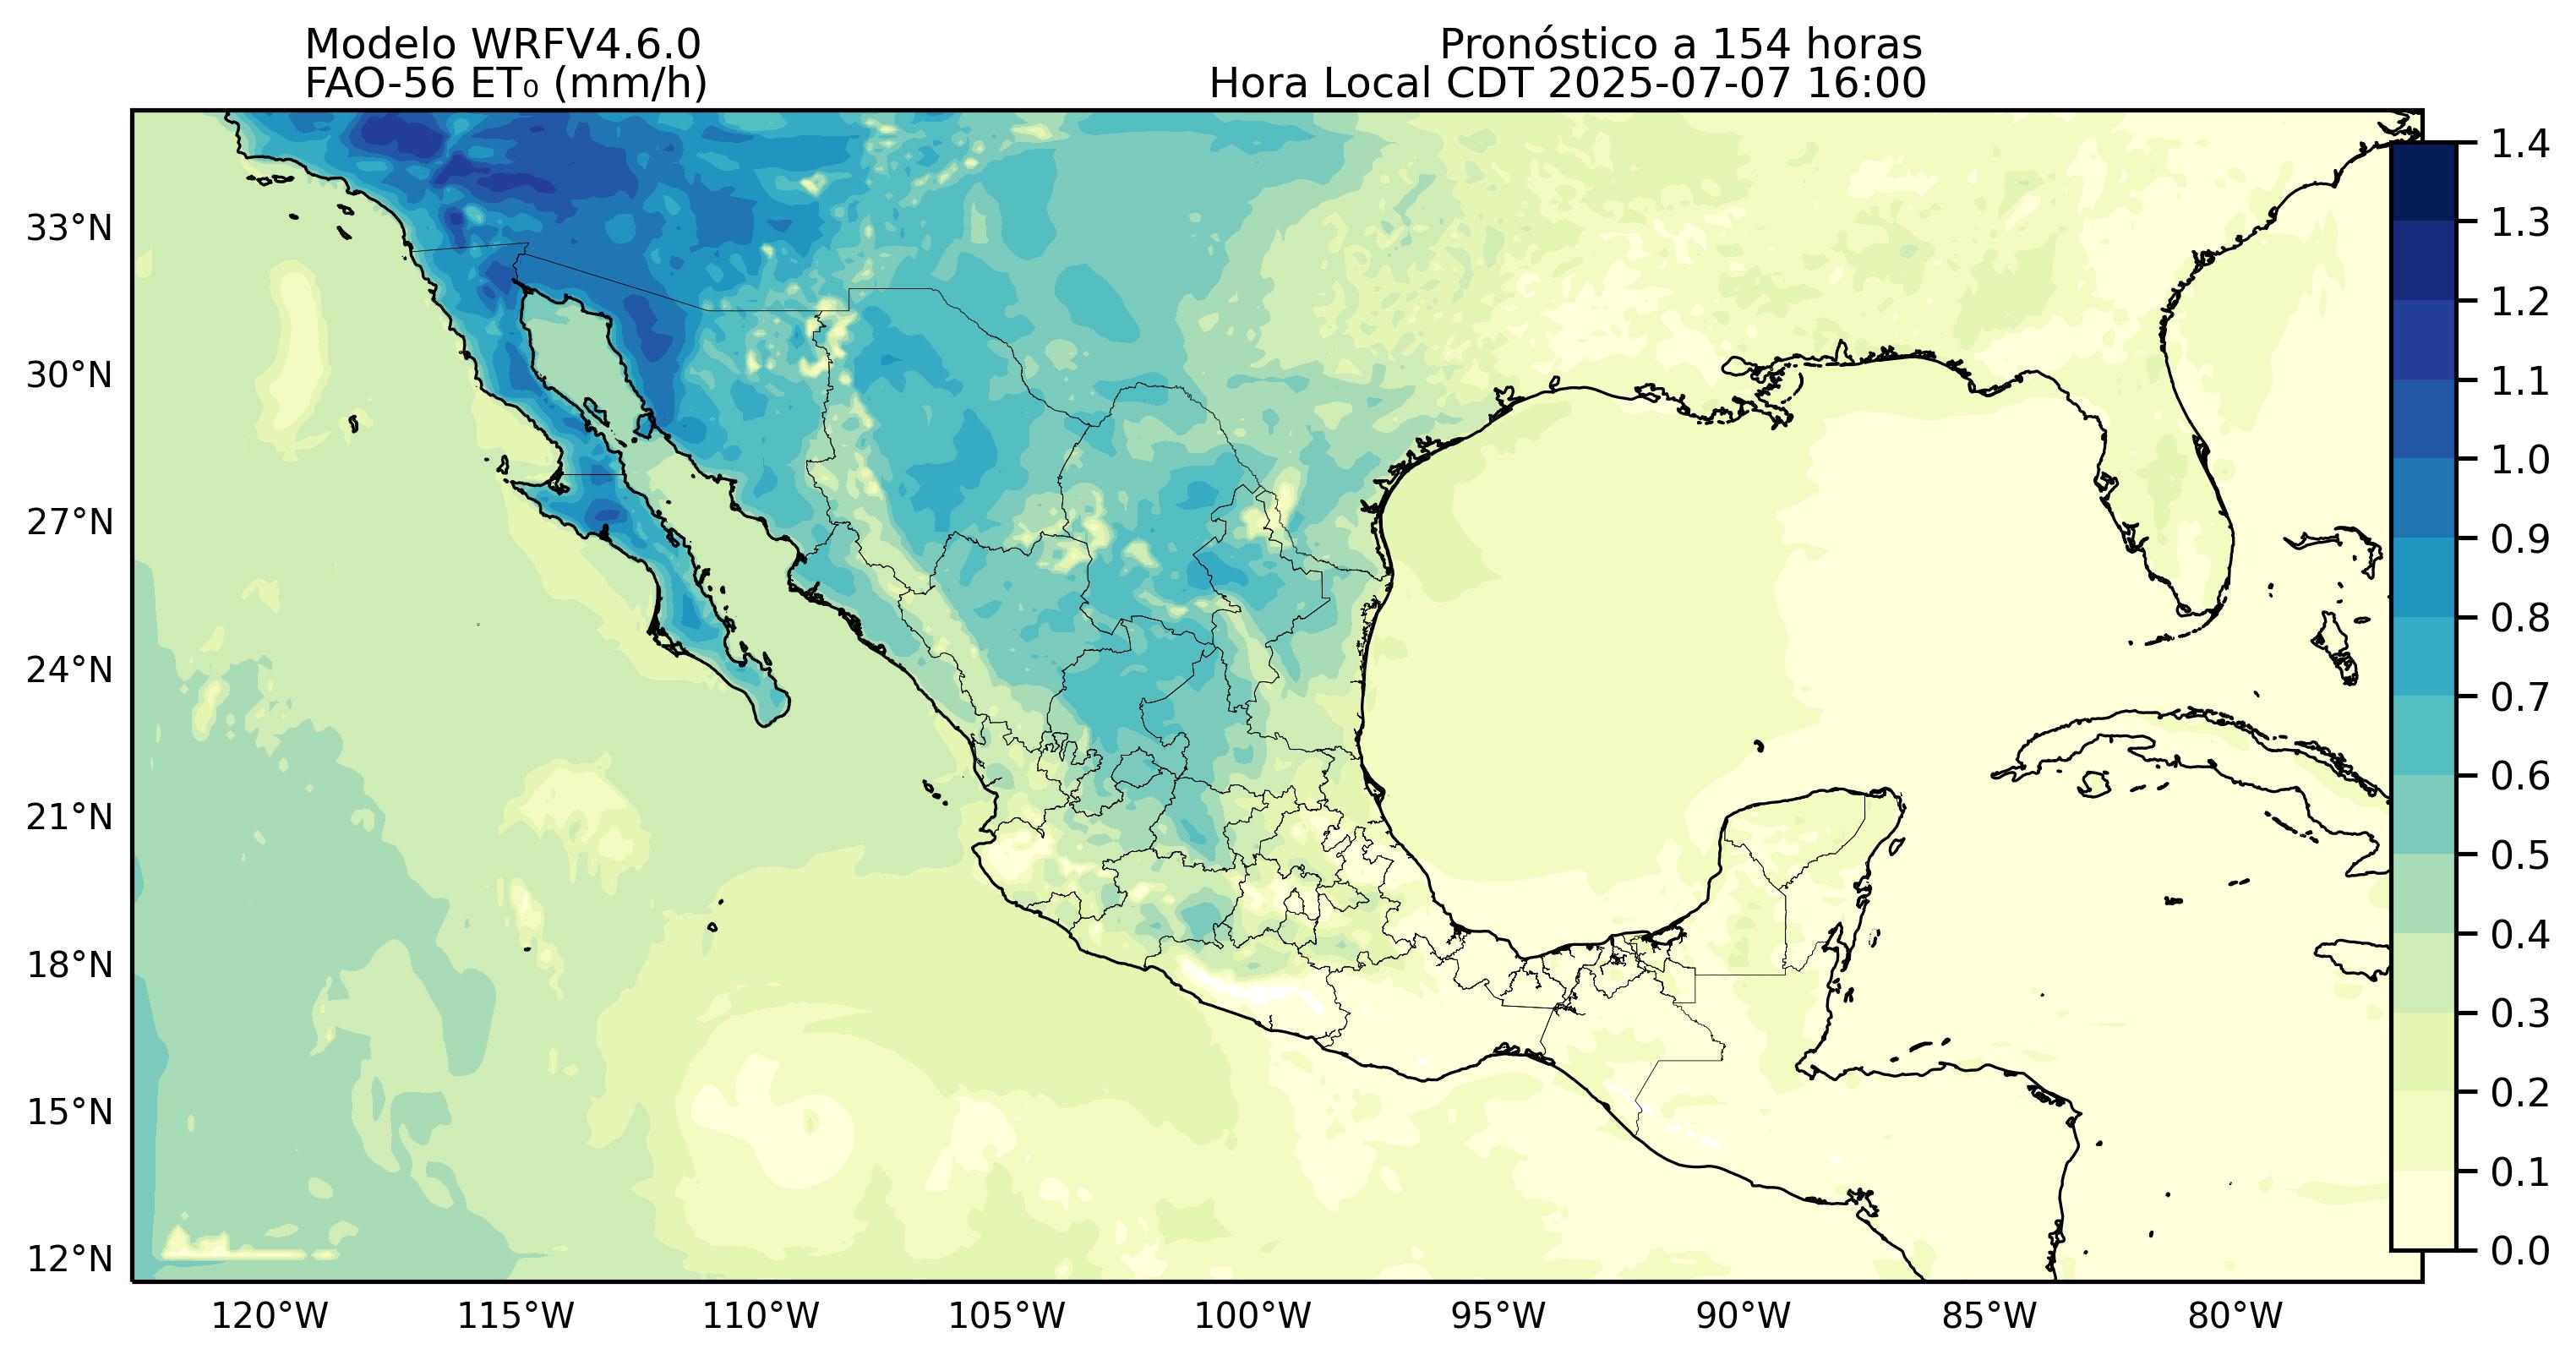 Modelo WRFV4.6.0
FAO-56 ET₀ (mm/h)
Pronóstico a 154 horas
Hora Local CDT 2025-07-07 16:00
33°N
30°N
27°N
24°N
21°N
18°N
15°N
12°N
120°W
115°W
110°W
105°W
100°W
95°W
90°W
85°W
80°W
1.4
1.3
1.2
1.1
1.0
0.9
0.8
0.7
0.6
0.5
0.4
0.3
0.2
0.1
0.0